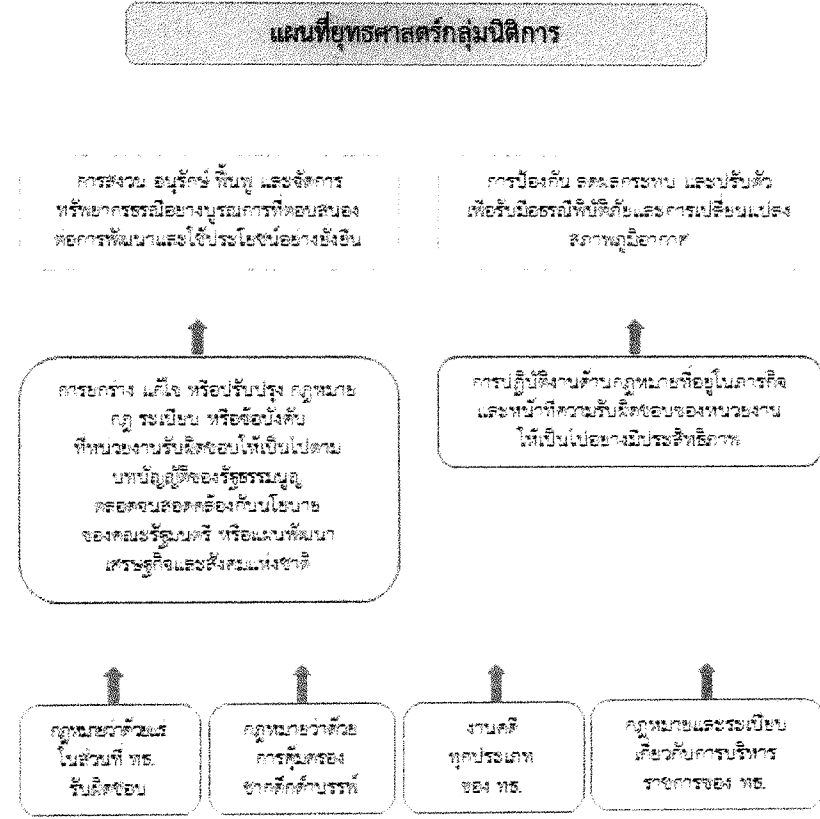 แผนที่ยุทธศาสตร์กลุ่มนิติการ
การสงวน อนุรักษ์ ฟื้นฟู และจัดการ
ทรัพยากรธรณีอย่างบูรณการที่ตอบสนอง
ต่อการพัฒนาและใช้ประโยชน์อย่างยั่งยืน
การป้องกัน ลดผลกระทบ และปรับตัว
เพื่อรับมือธรณีพิบัติภัยและการเปลี่ยนแปลง
สภาพภูมิอากาศ
การยกร่าง แก้ไข หรือปรับปรุง กฎหมาย
กฎ ระเบียบ หรือข้อบังคับ
ที่หน่วยงานรับผิดชอบให้เป็นไปตาม
บทบัญญัติของรัฐธรรมนูญ
ตลอดจนสอดคล้องกับนโยบาย
ของคณะรัฐมนตรี หรือแผนพัฒนา
เศรษฐกิจและสังคมแห่งชาติ
การปฏิบัติงานด้านกฎหมายที่อยู่ในภารกิจ
และหน้าที่ความรับผิดชอบของหน่วยงาน
ให้เป็นไปอย่างมีประสิทธิภาพ
กฎหมายว่าด้วยแร่
ในส่วนที่ ทธ.
รับผิดชอบ
กฎหมายว่าด้วย
การคุ้มครอง
ซากดึกดำบรรพ์
งานคดี
ทุกประเภท
ของ ทธ.
กฎหมายและระเบียบ
เกี่ยวกับการบริหาร
ราชการของ ทธ.